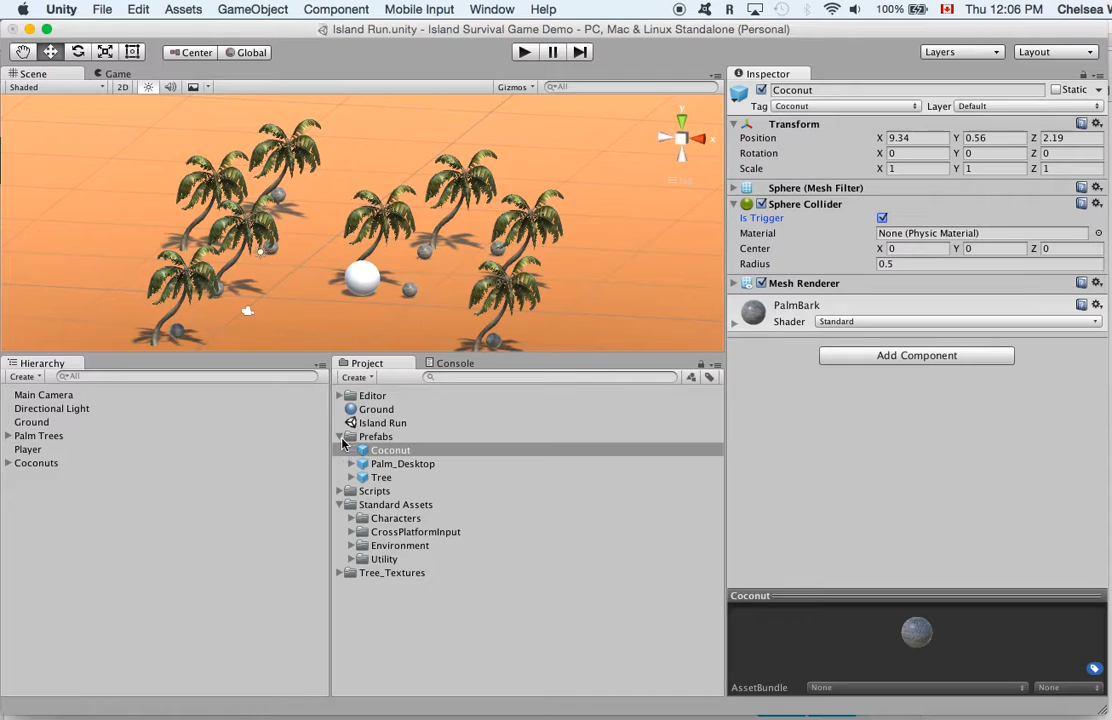 Unity File Edit Assets GameObject Component Mobile Input Window Help R 100% Thu 12:06 PM Chelsea W
Island Run.unity - Island Survival Game Demo - PC, Mac & Linux Standalone (Personal)
Center Global Layers Layout
Scene Game
Shaded 2D Gizmos All
y
x
Inspector
Coconut Static
Tag Coconut Layer Default
Transform
Position X 9.34 Y 0.56 Z 2.19
Rotation X 0 Y 0 Z 0
Scale X 1 Y 1 Z 1
Sphere (Mesh Filter)
Sphere Collider
Is Trigger
Material None (Physic Material)
Center X 0 Y 0 Z 0
Radius 0.5
Mesh Renderer
PalmBark
Shader Standard
Add Component
Hierarchy
Create All
Main Camera
Directional Light
Ground
Palm Trees
Player
Coconuts
Project Console
Create
Editor
Ground
Island Run
Prefabs
Coconut
Palm_Desktop
Tree
Scripts
Standard Assets
Characters
CrossPlatformInput
Environment
Utility
Tree_Textures
Coconut
AssetBundle None None